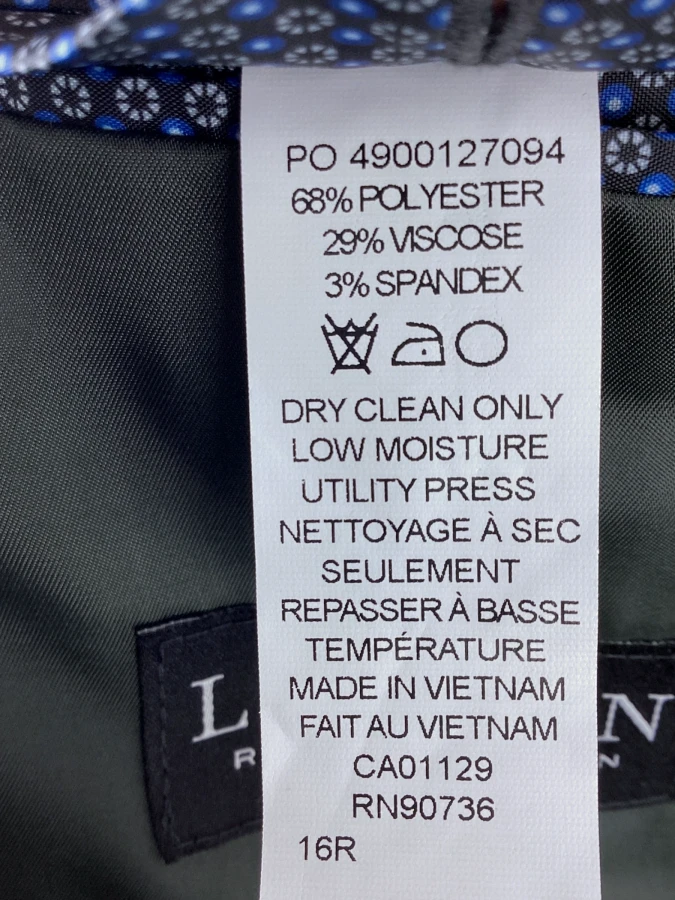 PO 4900127094
68% POLYESTER
29% VISCOSE
3% SPANDEX
DRY CLEAN ONLY
LOW MOISTURE
UTILITY PRESS
NETTOYAGE À SEC
SEULEMENT
REPASSER À BASSE
TEMPÉRATURE
MADE IN VIETNAM
FAIT AU VIETNAM
CA01129
RN90736
16R